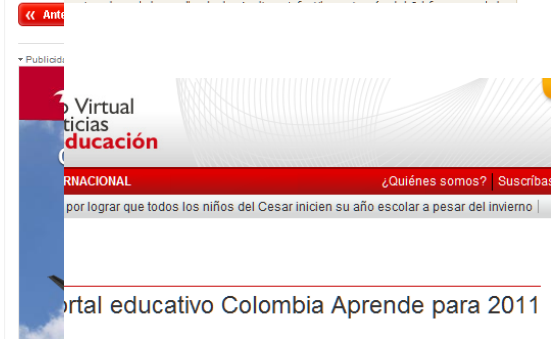 « Ante
Publicida
o Virtual
ticias
ducación
RNACIONAL ¿Quiénes somos? Suscríbas
por lograr que todos los niños del Cesar inicien su año escolar a pesar del invierno |
rtal educativo Colombia Aprende para 2011